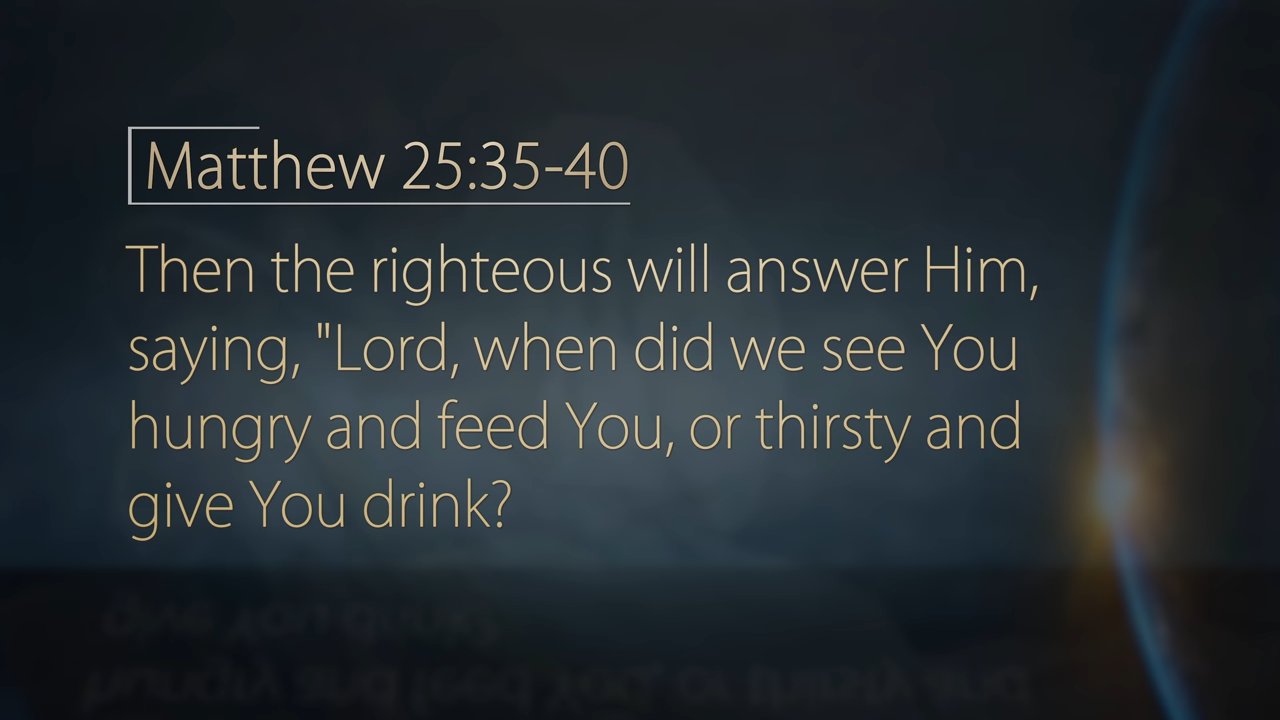 Matthew 25:35-40
Then the righteous will answer Him,
saying, "Lord, when did we see You
hungry and feed You, or thirsty and
give You drink?